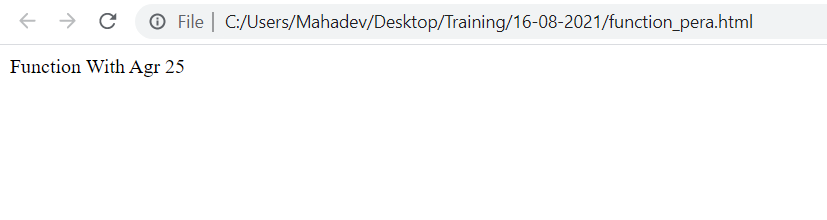 File | C:/Users/Mahadev/Desktop/Training/16-08-2021/function_pera.html
Function With Agr 25